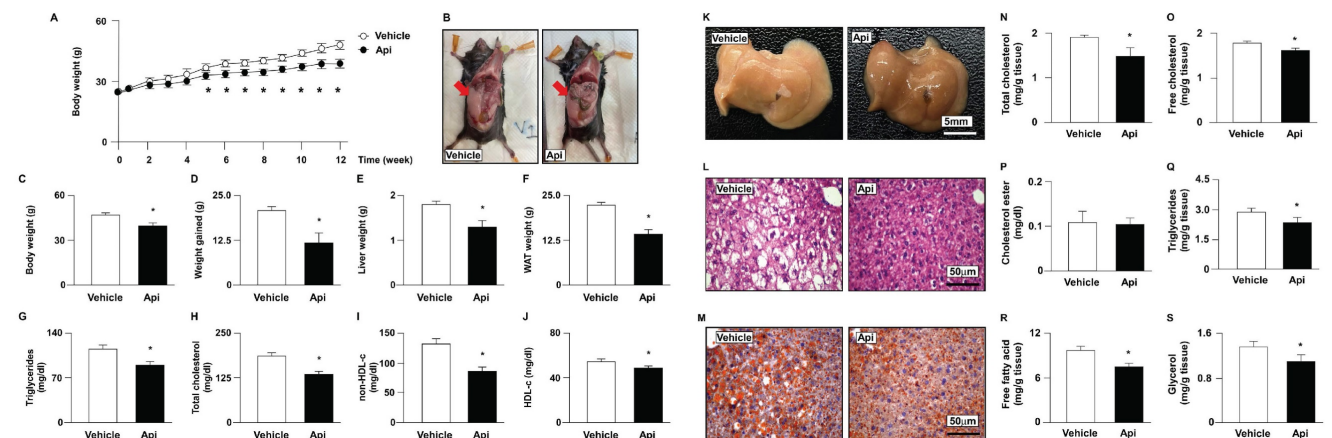 A
Body weight (g)
60
30
0
0 2 4 6 8 10 12
Time (week)
Vehicle
Api
* * * * * * * *
B
Vehicle
Api
C
Body weight (g)
60
30
0
Vehicle Api
*
D
Weight gained (g)
25.0
12.5
0
Vehicle Api
*
E
Liver weight (g)
2
1
0
Vehicle Api
*
F
WAT weight (g)
25.0
12.5
0
Vehicle Api
*
G
Triglycerides
(mg/dl)
140
70
0
Vehicle Api
*
H
Total cholesterol
(mg/dl)
250
125
0
Vehicle Api
*
I
non-HDL-c
(mg/dl)
150
100
50
0
Vehicle Api
*
J
HDL-c (mg/dl)
100
50
0
Vehicle Api
*
K
Vehicle
Api
5mm
L
Vehicle
Api
50μm
M
Vehicle
Api
50μm
N
Total cholesterol
(mg/g tissue)
2
1
0
Vehicle Api
*
O
Free cholesterol
(mg/g tissue)
2
1
0
Vehicle Api
*
P
Cholesterol ester
(mg/dl)
0.2
0.1
0
Vehicle Api
Q
Triglycerides
(mg/g tissue)
4.5
3.0
1.5
0
Vehicle Api
*
R
Free fatty acid
(mg/g tissue)
12
6
0
Vehicle Api
*
S
Glycerol
(mg/g tissue)
1.6
0.8
0
Vehicle Api
*